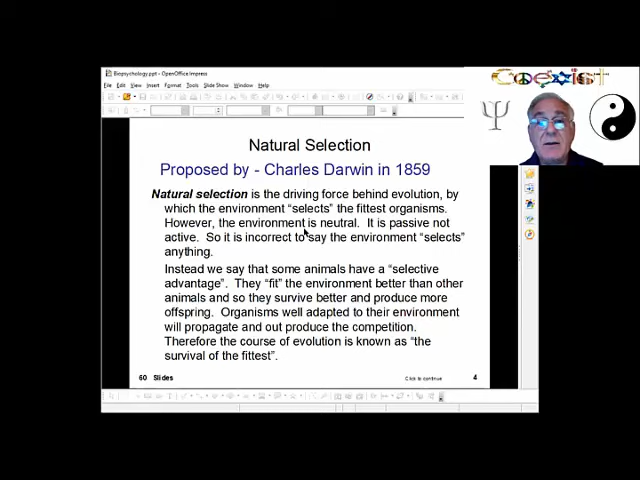 Biopsychology.ppt - OpenOffice Impress
File Edit View Insert Format Tools Slide Show Window Help
Coexist
Natural Selection
Proposed by - Charles Darwin in 1859
Natural selection is the driving force behind evolution, by
which the environment “selects” the fittest organisms.
However, the environment is neutral. It is passive not
active. So it is incorrect to say the environment “selects”
anything.
Instead we say that some animals have a “selective
advantage”. They “fit” the environment better than other
animals and so they survive better and produce more
offspring. Organisms well adapted to their environment
will propagate and out produce the competition.
Therefore the course of evolution is known as “the
survival of the fittest”.
60 Slides
Click to continue
4